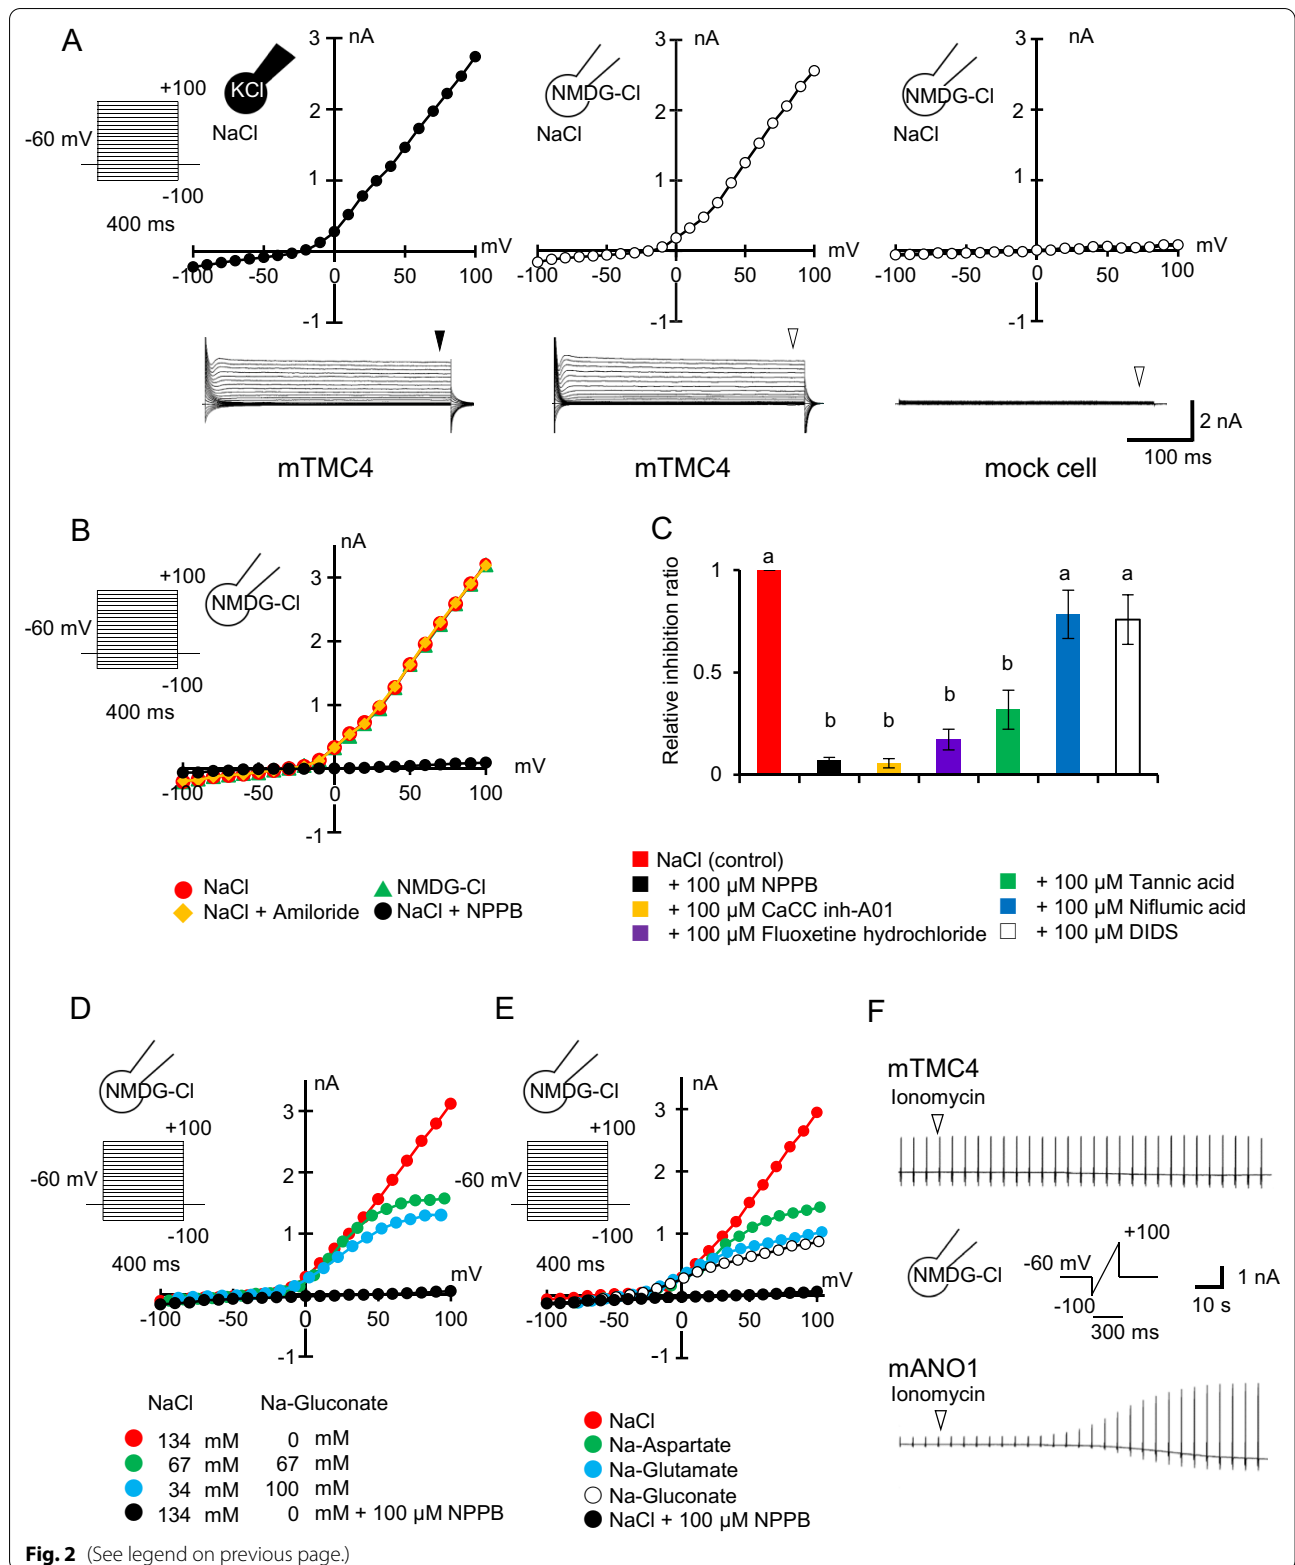 A
KCl
NaCl
+100
-60 mV
-100
400 ms
3
nA
2
1
-1
mV
-100
-50
0
50
100
mTMC4
NMDG-Cl
NaCl
3
nA
2
1
-1
mV
-100
-50
0
50
100
mTMC4
NMDG-Cl
NaCl
3
nA
2
1
-1
mV
-100
-50
0
50
100
mock cell
2 nA
100 ms
B
+100
-60 mV
-100
400 ms
NMDG-Cl
nA
3
2
1
-1
mV
-100
-50
0
50
100
NaCl
NMDG-Cl
NaCl + Amiloride
NaCl + NPPB
C
Relative inhibition ratio
1
0.5
0
a
b
b
b
b
a
a
NaCl (control)
+ 100 µM NPPB
+ 100 µM CaCC inh-A01
+ 100 µM Fluoxetine hydrochloride
+ 100 µM Tannic acid
+ 100 µM Niflumic acid
+ 100 µM DIDS
D
NMDG-Cl
+100
-60 mV
-100
400 ms
nA
3
2
1
-1
mV
-100
-50
0
50
100
NaCl Na-Gluconate
134 mM 0 mM
67 mM 67 mM
34 mM 100 mM
134 mM 0 mM + 100 µM NPPB
E
NMDG-Cl
+100
-60 mV
-100
400 ms
nA
3
2
1
-1
mV
-100
-50
0
50
100
NaCl
Na-Aspartate
Na-Glutamate
Na-Gluconate
NaCl + 100 µM NPPB
F
mTMC4
Ionomycin
NMDG-Cl
+100
-60 mV
-100
300 ms
1 nA
10 s
mANO1
Ionomycin
Fig. 2 (See legend on previous page.)